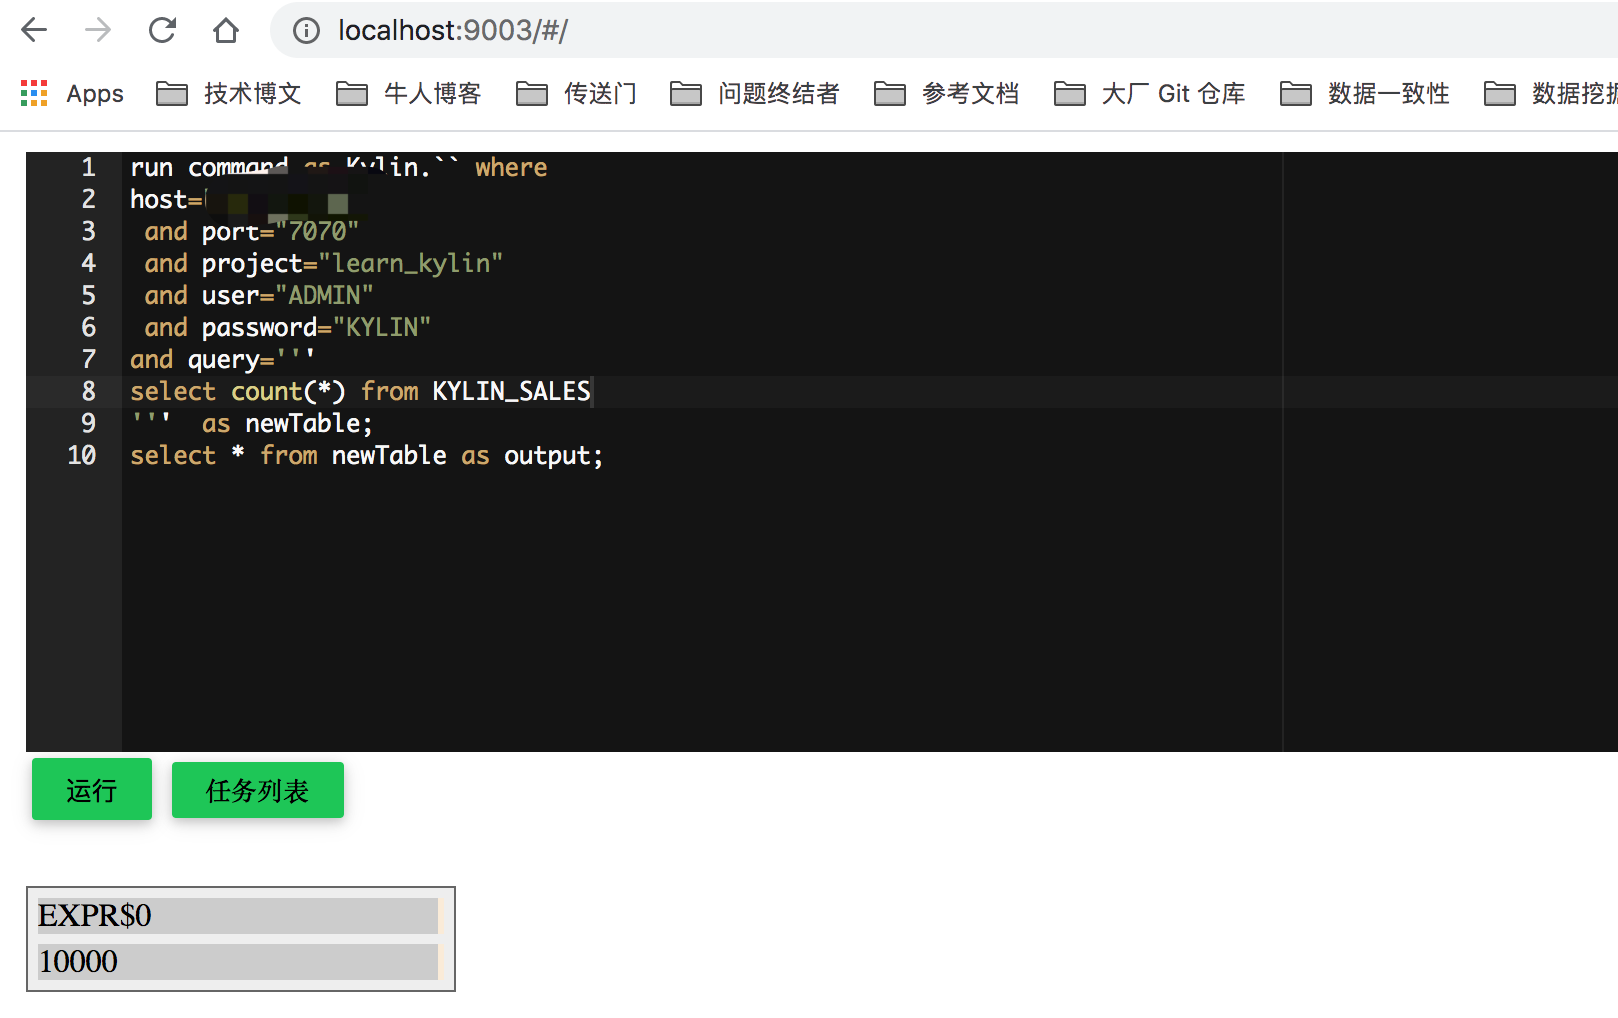 localhost:9003/#/
Apps 技术博文 牛人博客 传送门 问题终结者 参考文档 大厂 Git 仓库 数据一致性 数据挖掘
1 run command as Kylin.`` where
2 host=
3 and port="7070"
4 and project="learn_kylin"
5 and user="ADMIN"
6 and password="KYLIN"
7 and query='''
8 select count(*) from KYLIN_SALES
9 ''' as newTable;
10 select * from newTable as output;
运行 任务列表
EXPR$0
10000